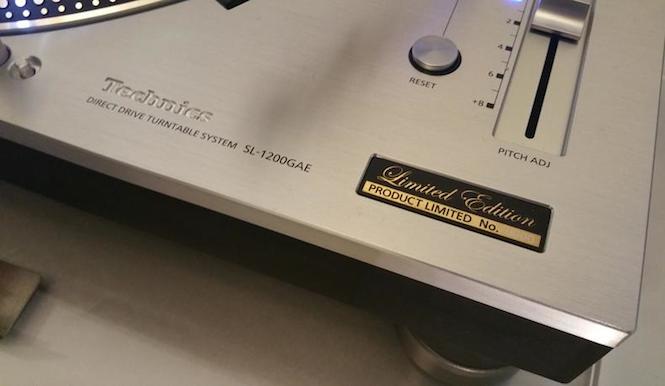 2
4
6
+8
RESET
PITCH ADJ
Technics
DIRECT DRIVE TURNTABLE SYSTEM SL-1200GAE
Limited Edition
PRODUCT LIMITED No.